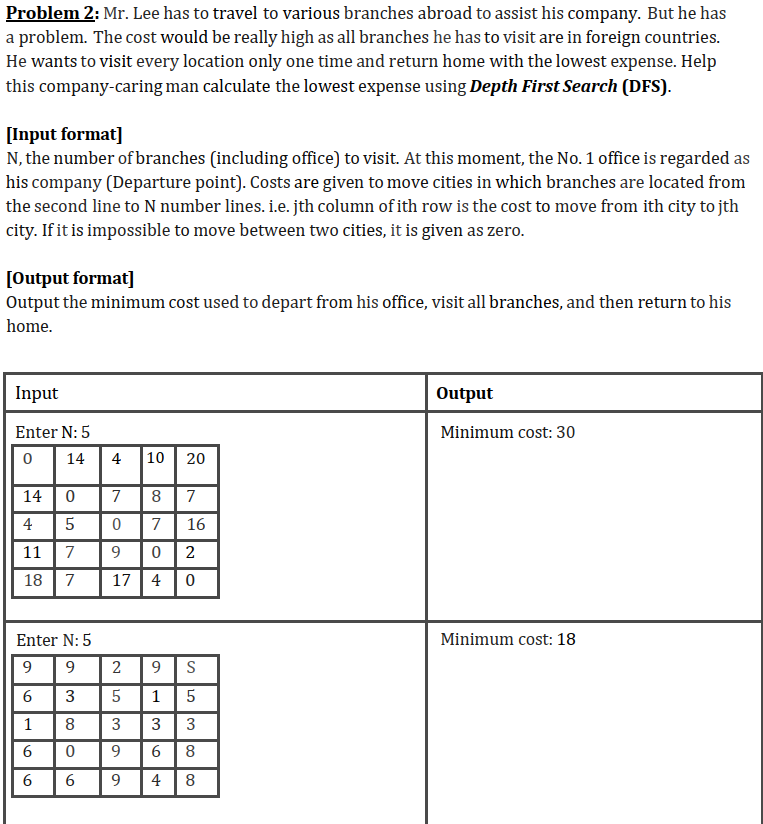 Problem 2: Mr. Lee has to travel to various branches abroad to assist his company. But he has
a problem. The cost would be really high as all branches he has to visit are in foreign countries.
He wants to visit every location only one time and return home with the lowest expense. Help
this company-caring man calculate the lowest expense using Depth First Search (DFS).
[Input format]
N, the number of branches (including office) to visit. At this moment, the No. 1 office is regarded as
his company (Departure point). Costs are given to move cities in which branches are located from
the second line to N number lines. i.e. jth column of ith row is the cost to move from ith city to jth
city. If it is impossible to move between two cities, it is given as zero.
[Output format]
Output the minimum cost used to depart from his office, visit all branches, and then return to his
home.
Input Output
Enter N: 5 Minimum cost: 30
0 14 4 10 20
14 0 7 8 7
4 5 0 7 16
11 7 9 0 2
18 7 17 4 0
Enter N: 5 Minimum cost: 18
9 9 2 9 S
6 3 5 1 5
1 8 3 3 3
6 0 9 6 8
6 6 9 4 8